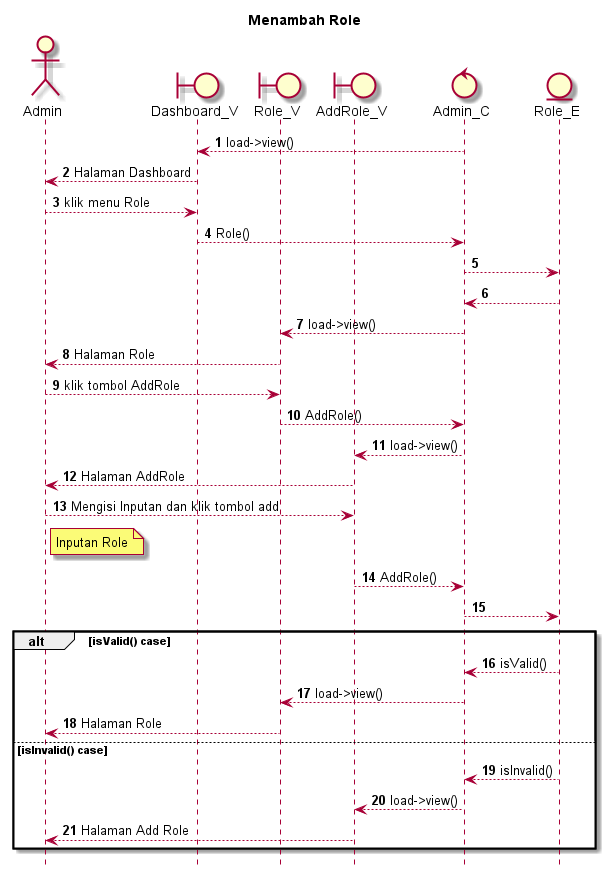 Menambah Role
Admin
Dashboard_V
Role_V
AddRole_V
Admin_C
Role_E
1 load->view()
2 Halaman Dashboard
3 klik menu Role
4 Role()
5
6
7 load->view()
8 Halaman Role
9 klik tombol AddRole
10 AddRole()
11 load->view()
12 Halaman AddRole
13 Mengisi Inputan dan klik tombol add
Inputan Role
14 AddRole()
15
alt [isValid() case]
16 isValid()
17 load->view()
18 Halaman Role
[isInvalid() case]
19 isInvalid()
20 load->view()
21 Halaman Add Role